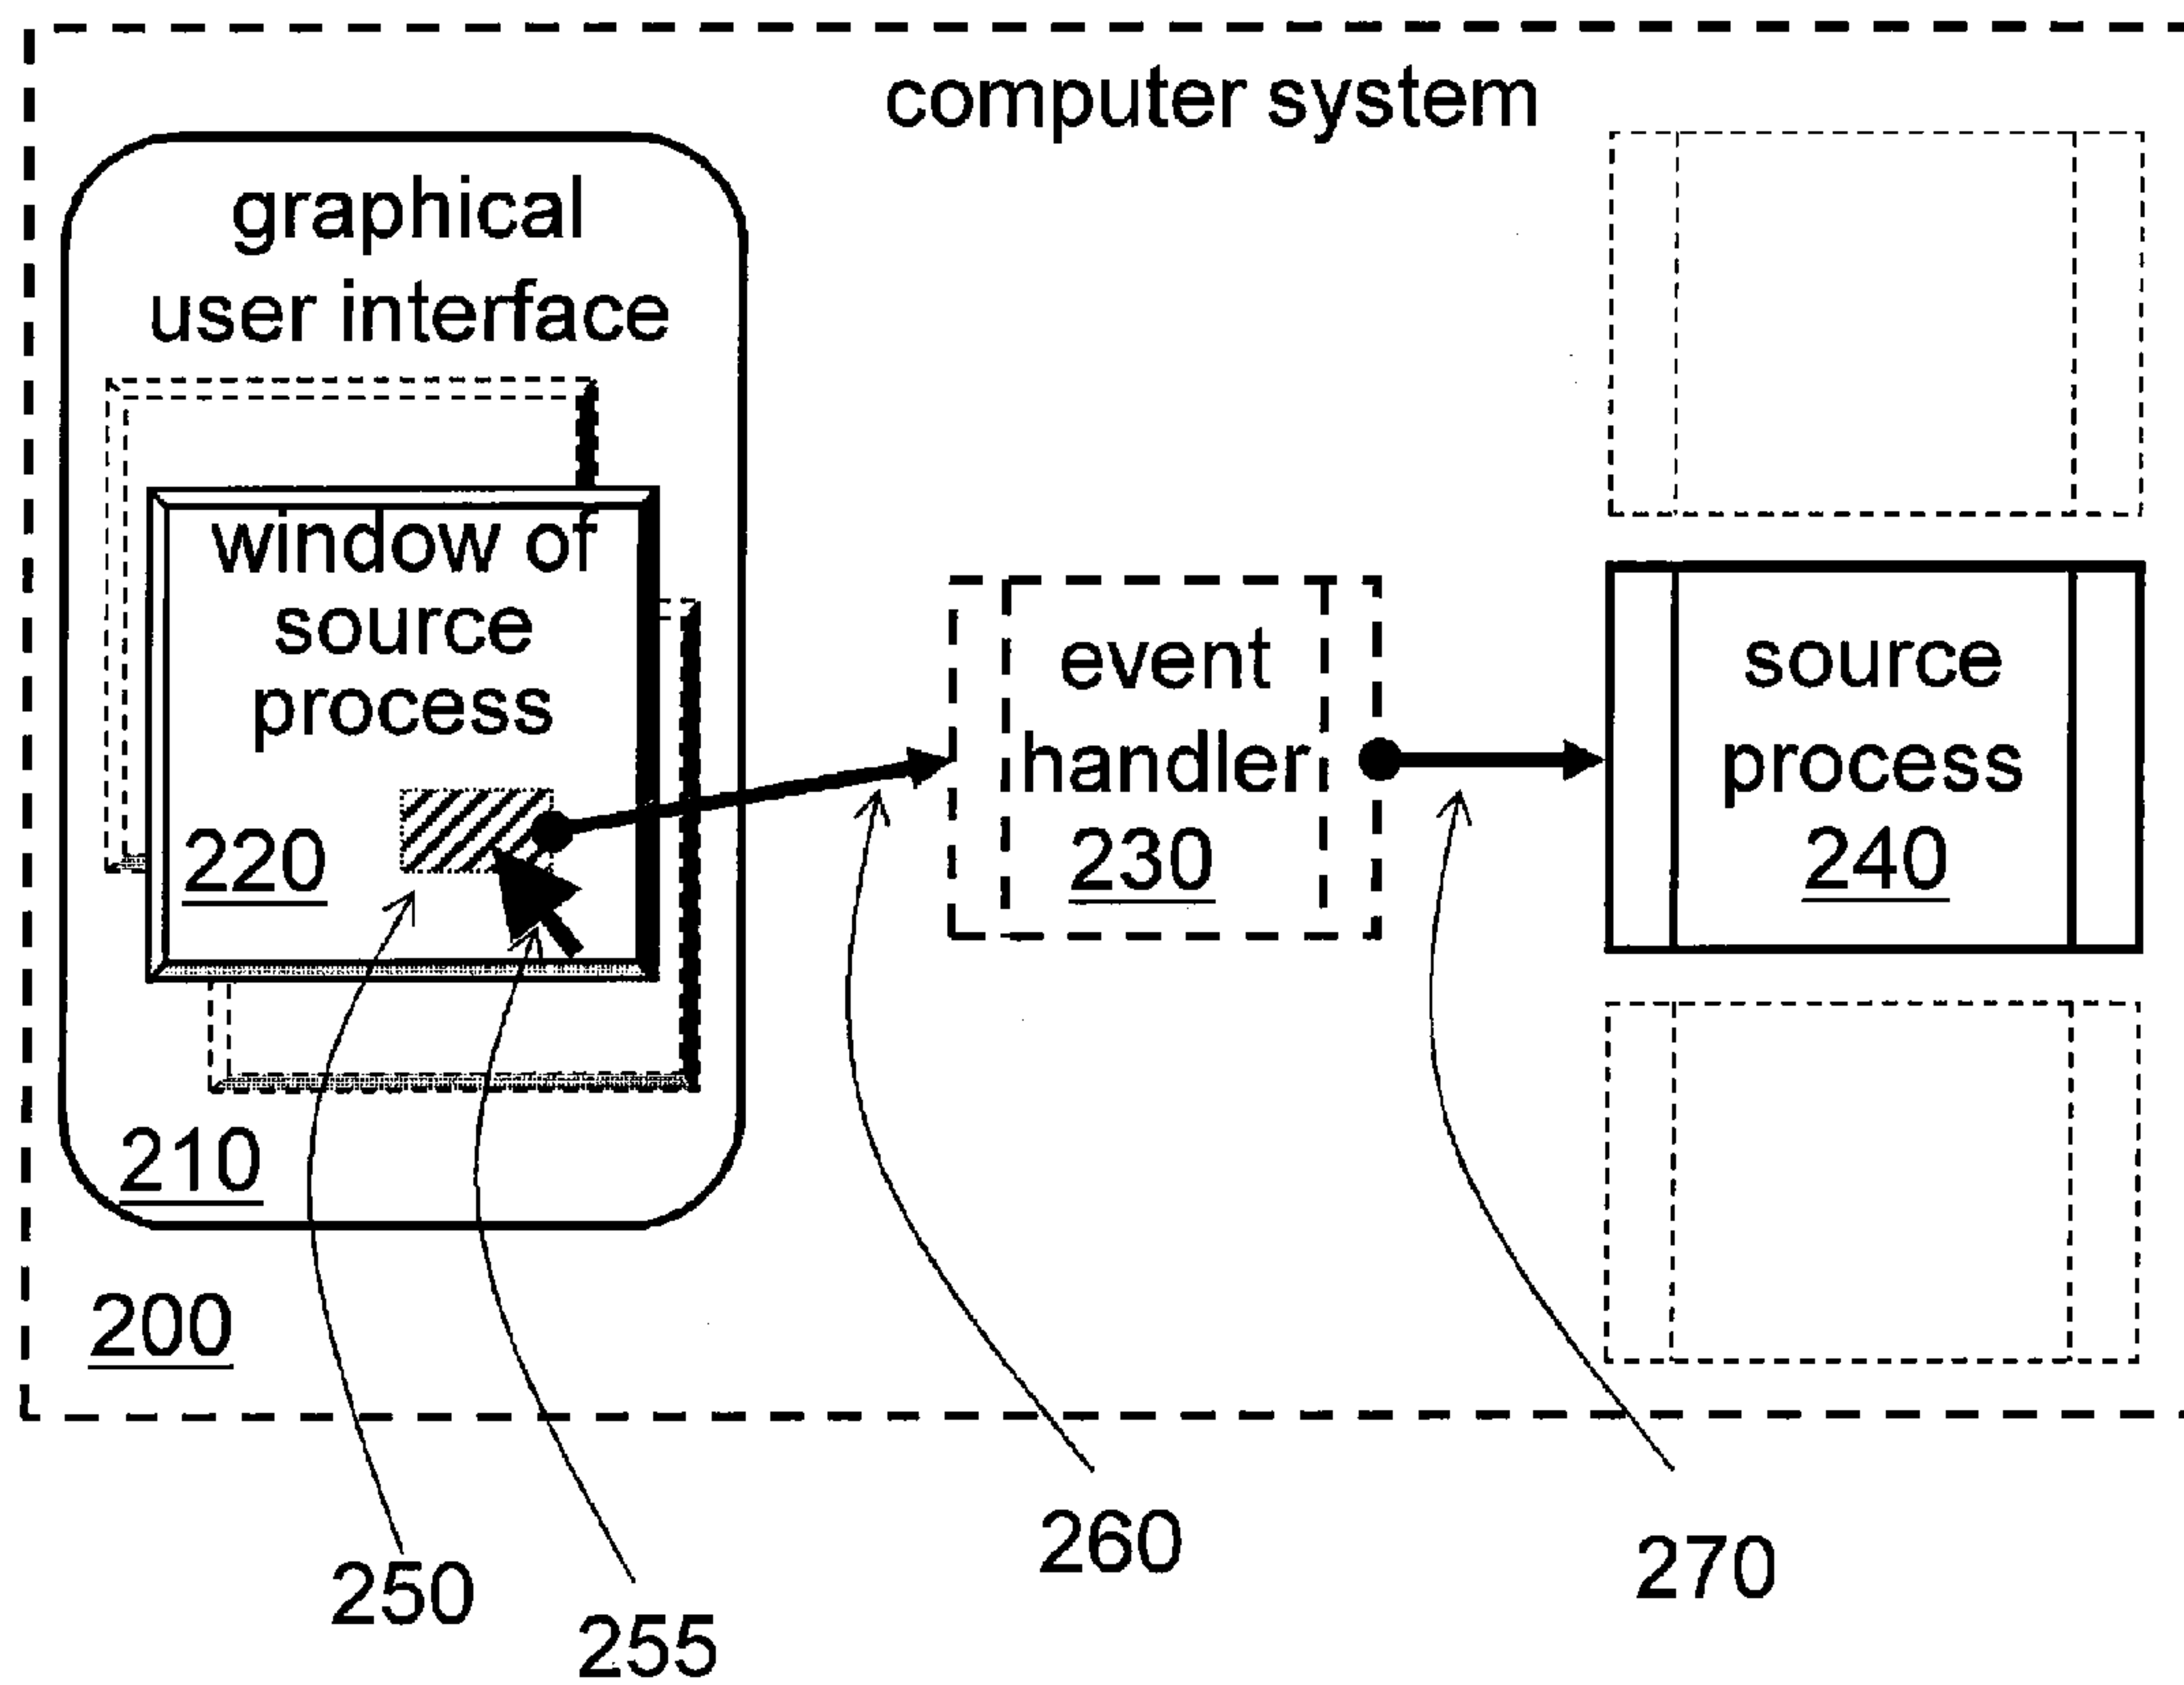 computer system
graphical
user interface
window of
source
process
220
210
200
event
handler
230
source
process
240
250
255
260
270